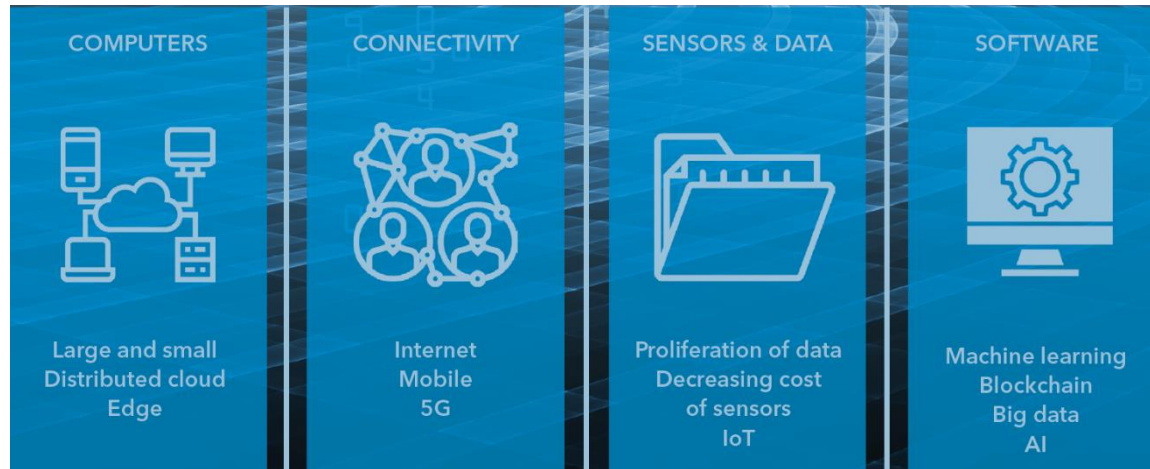 COMPUTERS
Large and small
Distributed cloud
Edge
CONNECTIVITY
Internet
Mobile
5G
SENSORS & DATA
Proliferation of data
Decreasing cost
of sensors
IoT
SOFTWARE
Machine learning
Blockchain
Big data
AI